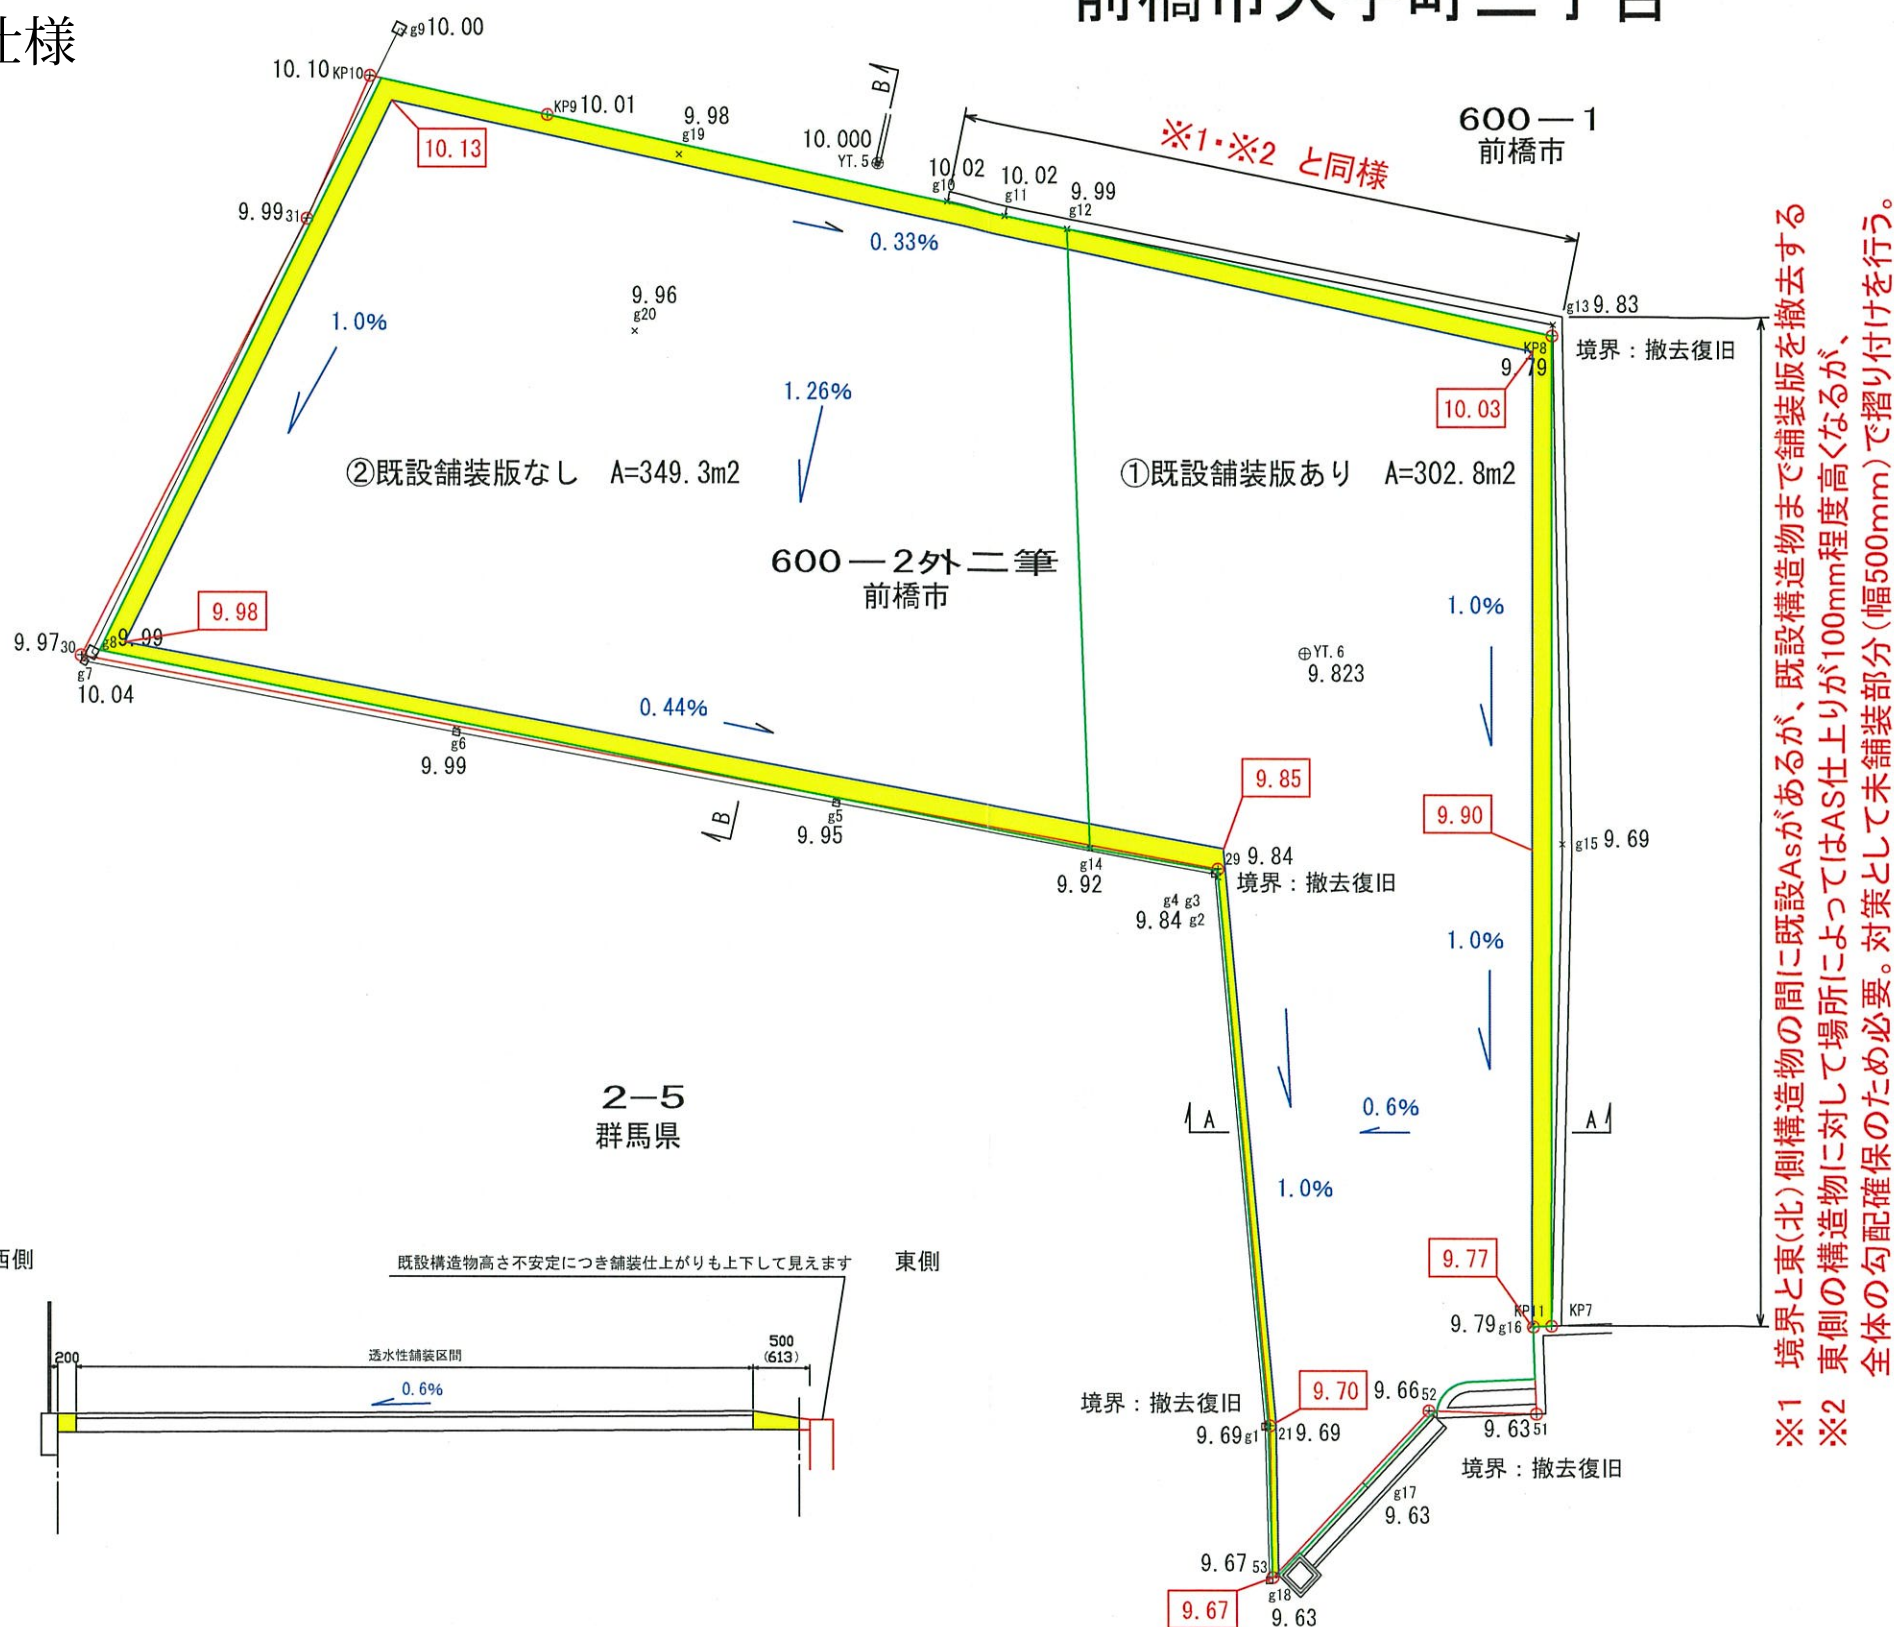 仕様
前橋市大手町二丁目
g9 10.00
10.10 KP10
KP9 10.01
9.98
g19
10.13
10.000
YT.5
B
10.02
g10
10.02
g11
9.99
g12
※1・※2 と同様
600－1
前橋市
9.99 31
0.33%
g13 9.83
境界：撤去復旧
KP8
9.79
10.03
9.96
g20
1.0%
1.26%
②既設舗装版なし A=349.3m2
①既設舗装版あり A=302.8m2
600－2外二筆
前橋市
1.0%
9.98
9.97 30
g8 9.99
g7
10.04
YT.6
9.823
0.44%
g6
9.99
B
g5
9.95
9.85
9.90
g15 9.69
29 9.84
境界：撤去復旧
g14
9.92
g4 g3
9.84 g2
1.0%
2－5
群馬県
A
0.6%
A
1.0%
西側
既設構造物高さ不安定につき舗装仕上がりも上下して見えます
東側
9.77
KP11
KP7
9.79 g16
200
透水性舗装区間
500
(613)
0.6%
境界：撤去復旧
9.70
9.66 52
9.69 g1
21 9.69
9.63 51
境界：撤去復旧
g17
9.63
9.67 53
g18
9.67
9.63
※1 境界と東(北)側構造物の間に既設Asがあるが、既設構造物まで舗装版を撤去する
※2 東側の構造物に対して場所によってはAS仕上りが100mm程度高くなるが、
全体の勾配確保のため必要。対策として未舗装部分(幅500mm)で摺り付けを行う。